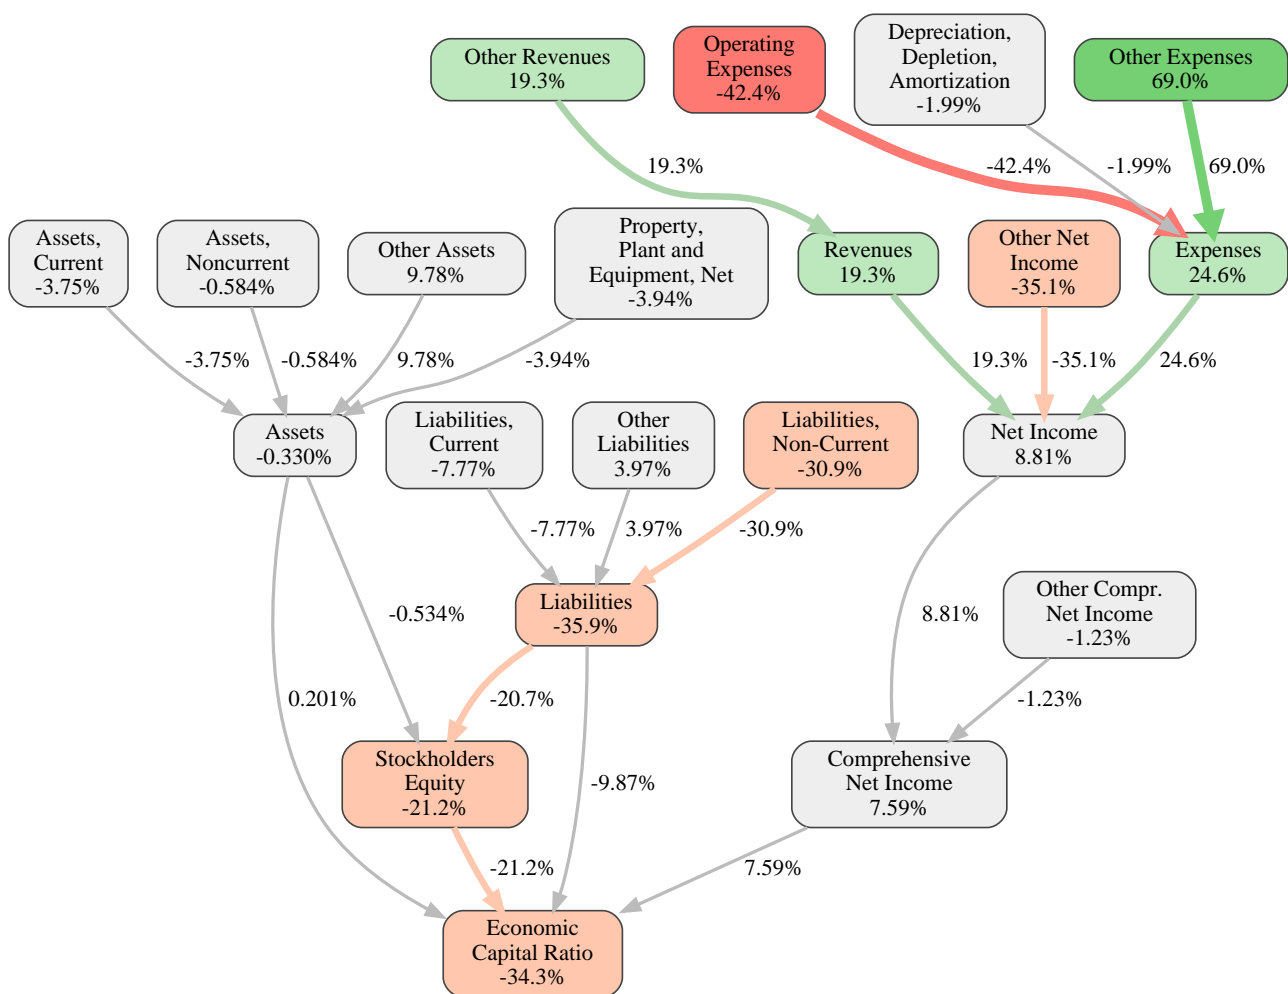 Other Revenues
19.3%
Operating
Expenses
-42.4%
Depreciation,
Depletion,
Amortization
-1.99%
Other Expenses
69.0%
19.3%
-42.4%
-1.99%
69.0%
Assets,
Current
-3.75%
Assets,
Noncurrent
-0.584%
Other Assets
9.78%
Property,
Plant and
Equipment, Net
-3.94%
Revenues
19.3%
Other Net
Income
-35.1%
Expenses
24.6%
-3.75%
-0.584%
9.78%
-3.94%
19.3%
-35.1%
24.6%
Assets
-0.330%
Liabilities,
Current
-7.77%
Other
Liabilities
3.97%
Liabilities,
Non-Current
-30.9%
Net Income
8.81%
-7.77%
3.97%
-30.9%
Liabilities
-35.9%
Other Compr.
Net Income
-1.23%
-0.534%
8.81%
0.201%
-20.7%
-1.23%
Stockholders
Equity
-21.2%
-9.87%
Comprehensive
Net Income
7.59%
-21.2%
7.59%
Economic
Capital Ratio
-34.3%